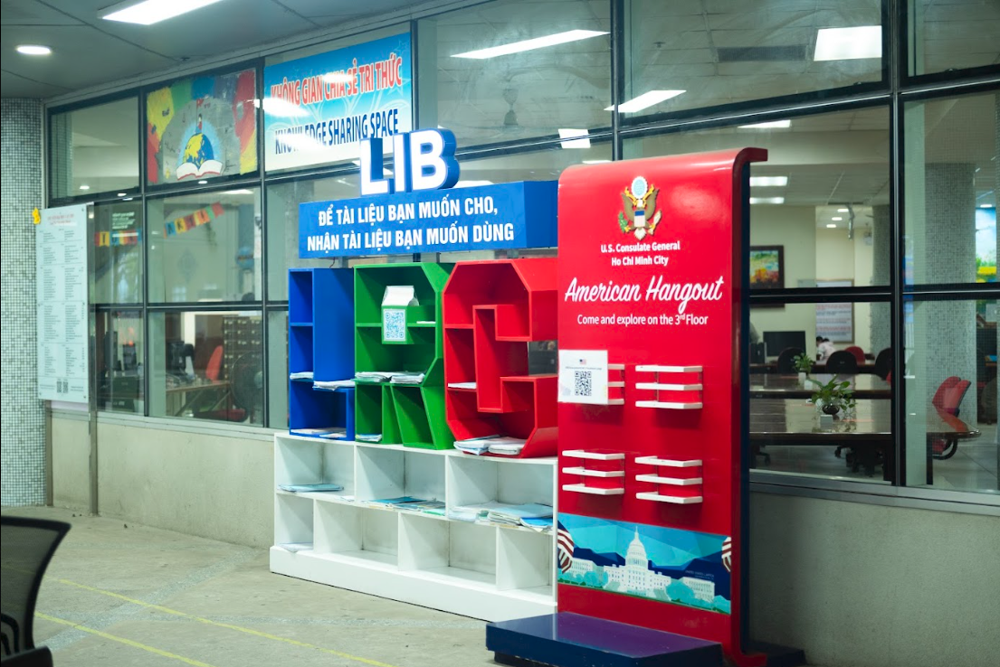 KHÔNG GIAN CHIA SẺ TRI THỨC
KNOWLEDGE SHARING SPACE
LIB
ĐỂ TÀI LIỆU BẠN MUỐN CHO,
NHẬN TÀI LIỆU BẠN MUỐN DÙNG
U.S. Consulate General
Ho Chi Minh City
American Hangout
Come and explore on the 3rd Floor